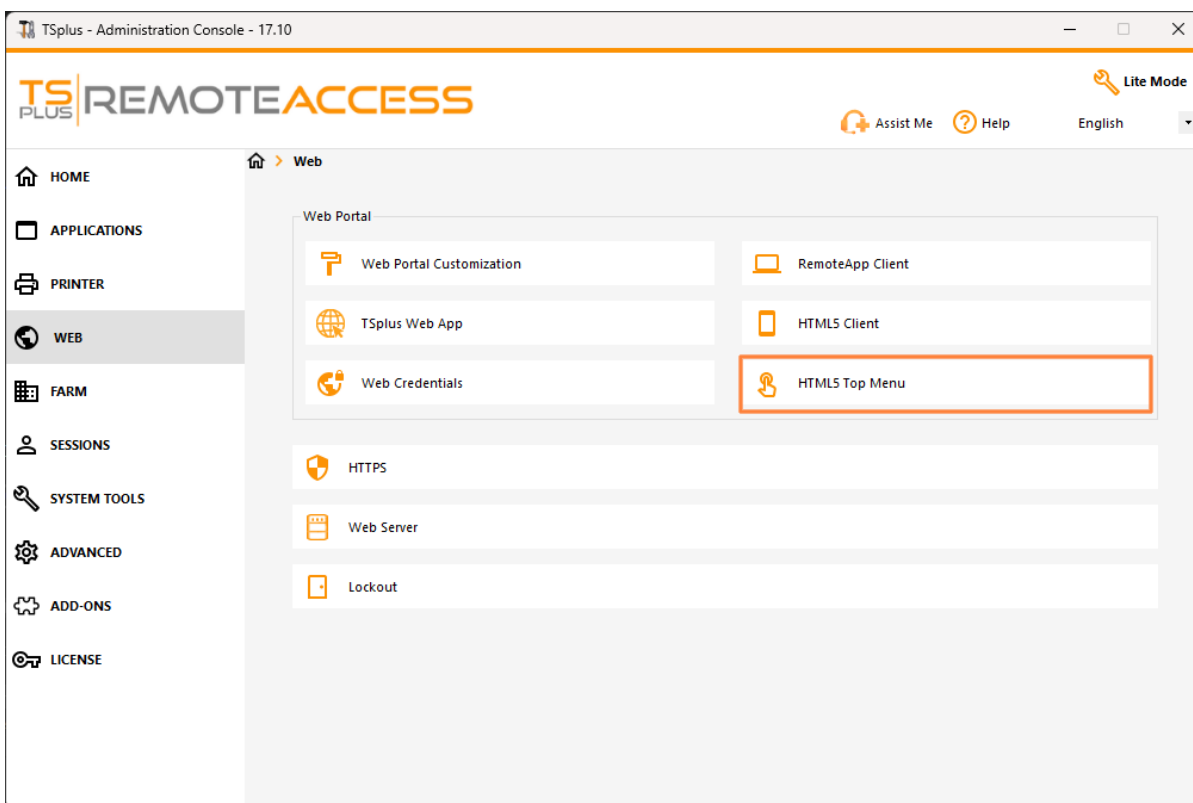 TSplus - Administration Console - 17.10
TS PLUS REMOTEACCESS
Lite Mode
Assist Me
Help
English
HOME
APPLICATIONS
PRINTER
WEB
FARM
SESSIONS
SYSTEM TOOLS
ADVANCED
ADD-ONS
LICENSE
Web
Web Portal
Web Portal Customization
RemoteApp Client
TSplus Web App
HTML5 Client
Web Credentials
HTML5 Top Menu
HTTPS
Web Server
Lockout